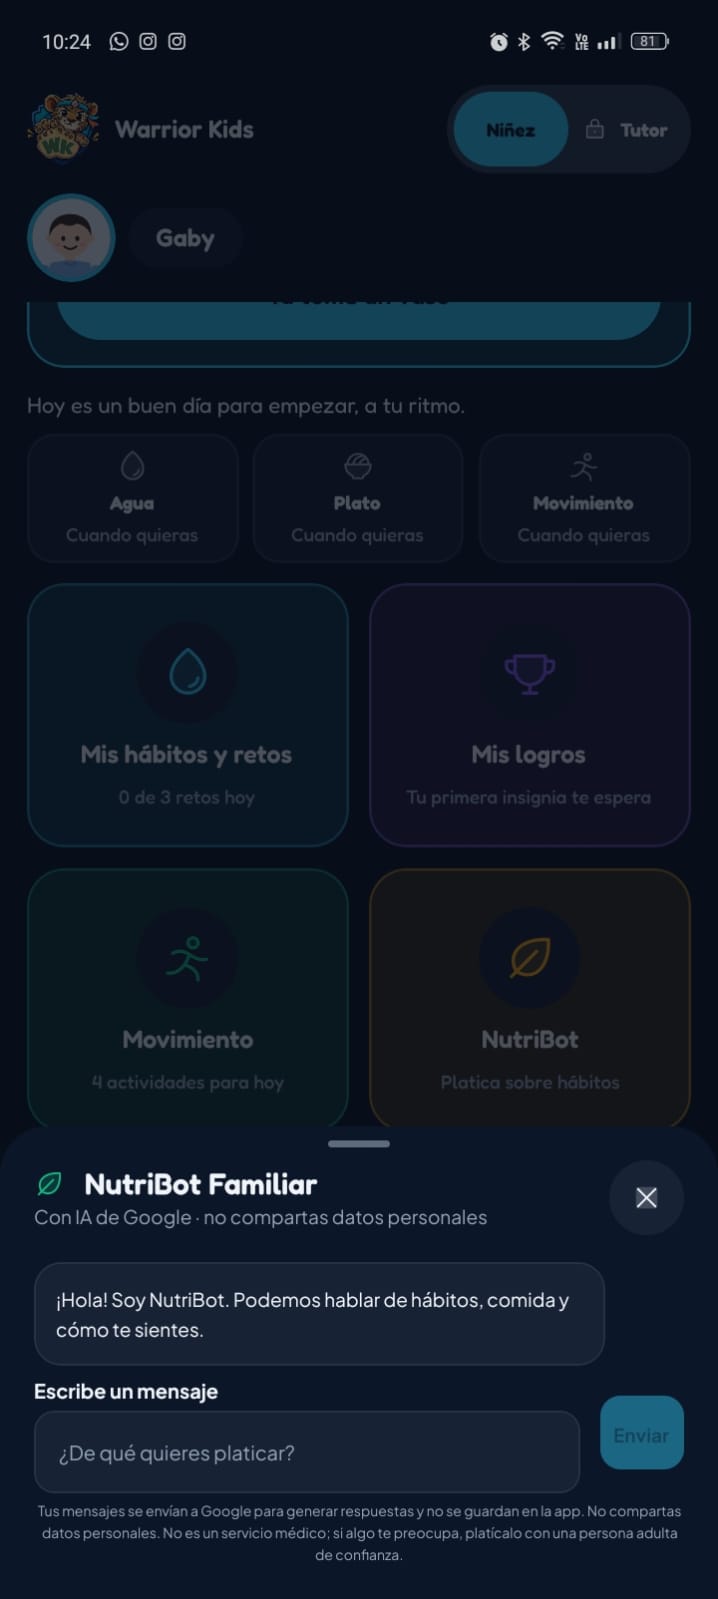 10:24
Vo
LTE
81
WK
Warrior Kids
Niñez
Tutor
Gaby
Hoy es un buen día para empezar, a tu ritmo.
Agua
Plato
Movimiento
Cuando quieras
Cuando quieras
Cuando quieras
Mis hábitos y retos
0 de 3 retos hoy
Mis logros
Tu primera insignia te espera
Movimiento
4 actividades para hoy
NutriBot
Platica sobre hábitos
NutriBot Familiar
Con IA de Google · no compartas datos personales
¡Hola! Soy NutriBot. Podemos hablar de hábitos, comida y
cómo te sientes.
Escribe un mensaje
¿De qué quieres platicar?
Enviar
Tus mensajes se envían a Google para generar respuestas y no se guardan en la app. No compartas
datos personales. No es un servicio médico; si algo te preocupa, platícalo con una persona adulta
de confianza.